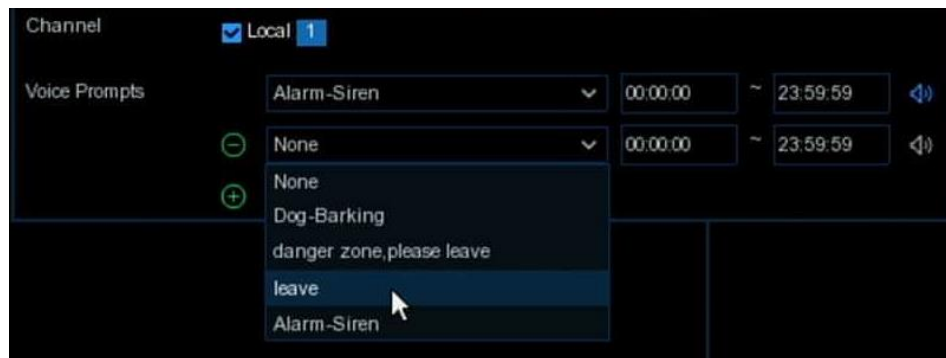 Channel Local 1
Voice Prompts Alarm-Siren 00:00:00 ~ 23:59:59
None 00:00:00 ~ 23:59:59
None
Dog-Barking
danger zone,please leave
leave
Alarm-Siren